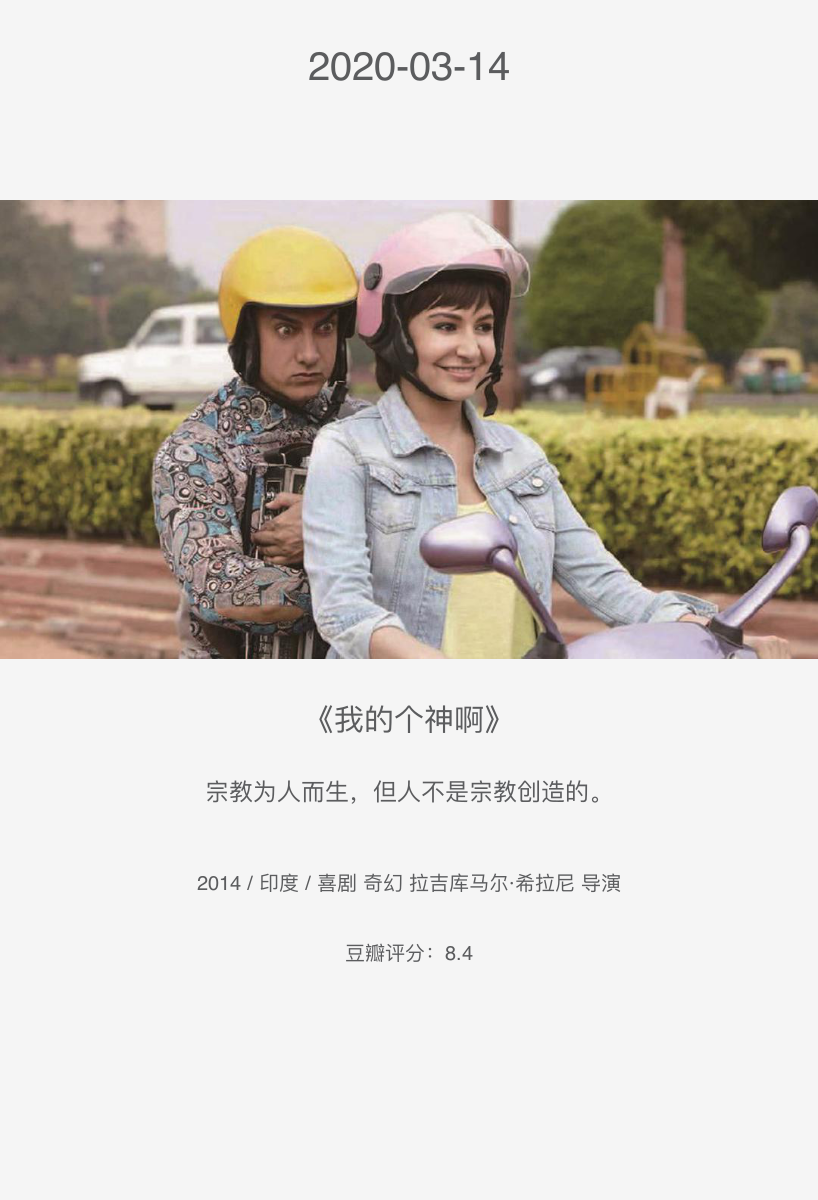 2020-03-14
《我的个神啊》
宗教为人而生，但人不是宗教创造的。
2014 / 印度 / 喜剧 奇幻 拉吉库马尔·希拉尼 导演
豆瓣评分：8.4